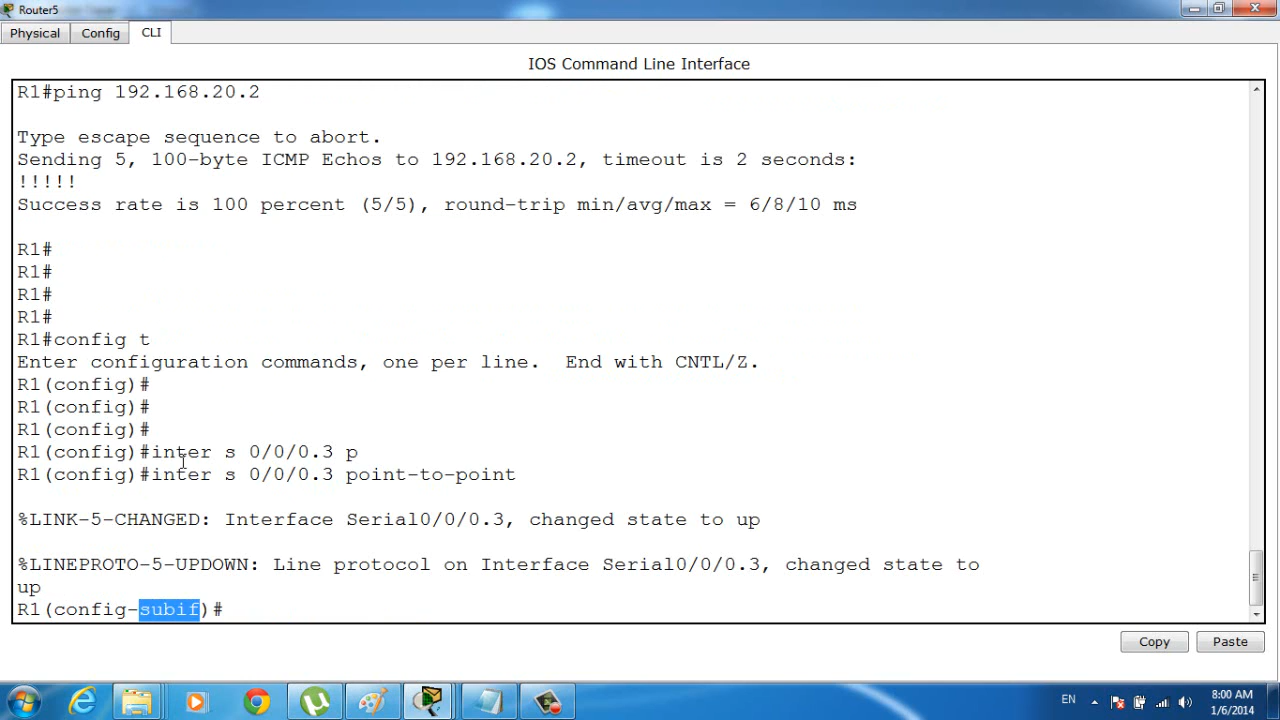 Router5
Physical Config CLI
IOS Command Line Interface
R1#ping 192.168.20.2
Type escape sequence to abort.
Sending 5, 100-byte ICMP Echos to 192.168.20.2, timeout is 2 seconds:
!!!!!
Success rate is 100 percent (5/5), round-trip min/avg/max = 6/8/10 ms
R1#
R1#
R1#
R1#
R1#config t
Enter configuration commands, one per line.  End with CNTL/Z.
R1(config)#
R1(config)#
R1(config)#
R1(config)#inter s 0/0/0.3 p
R1(config)#inter s 0/0/0.3 point-to-point
%LINK-5-CHANGED: Interface Serial0/0/0.3, changed state to up
%LINEPROTO-5-UPDOWN: Line protocol on Interface Serial0/0/0.3, changed state to
up
R1(config-subif)#
Copy Paste
EN 8:00 AM
1/6/2014